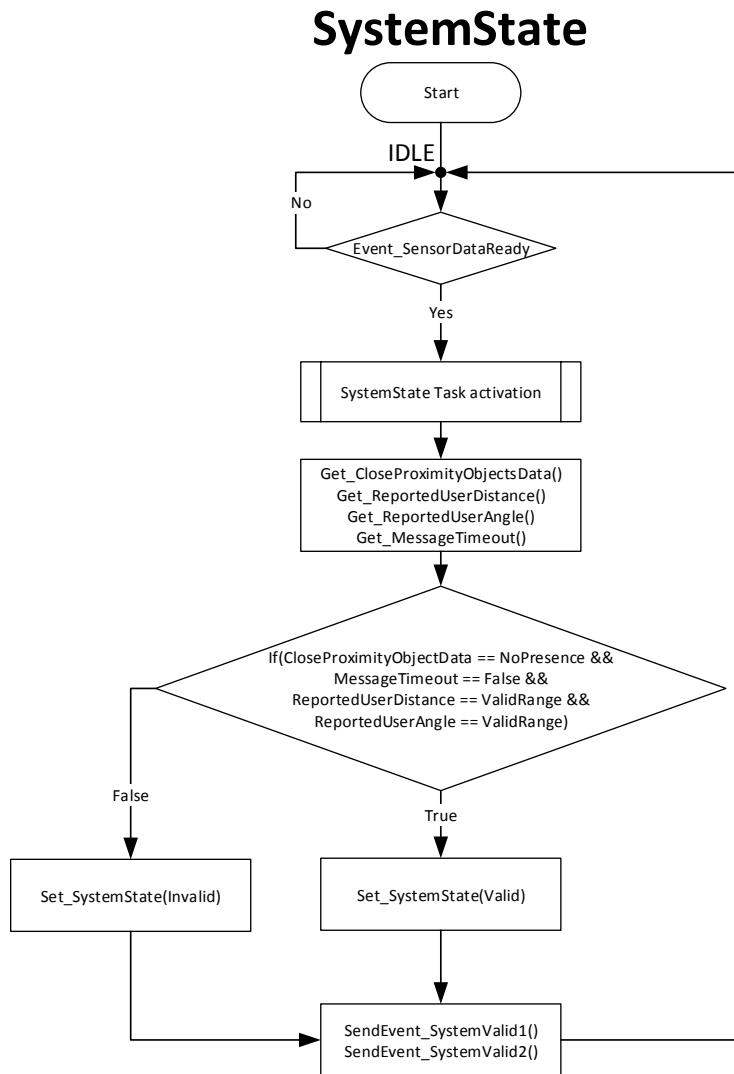 SystemState
Start
IDLE
No
Event_SensorDataReady
Yes
SystemState Task activation
Get_CloseProximityObjectsData()
Get_ReportedUserDistance()
Get_ReportedUserAngle()
Get_MessageTimeout()
If(CloseProximityObjectData == NoPresence &&
MessageTimeout == False &&
ReportedUserDistance == ValidRange &&
ReportedUserAngle == ValidRange)
False
True
Set_SystemState(Invalid)
Set_SystemState(Valid)
SendEvent_SystemValid1()
SendEvent_SystemValid2()